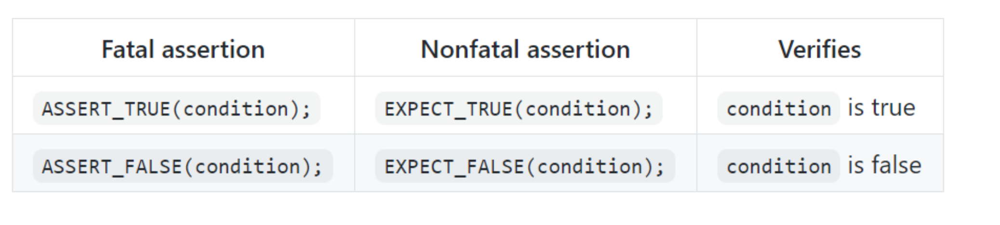 Fatal assertion Nonfatal assertion Verifies
ASSERT_TRUE(condition); EXPECT_TRUE(condition); condition is true
ASSERT_FALSE(condition); EXPECT_FALSE(condition); condition is false